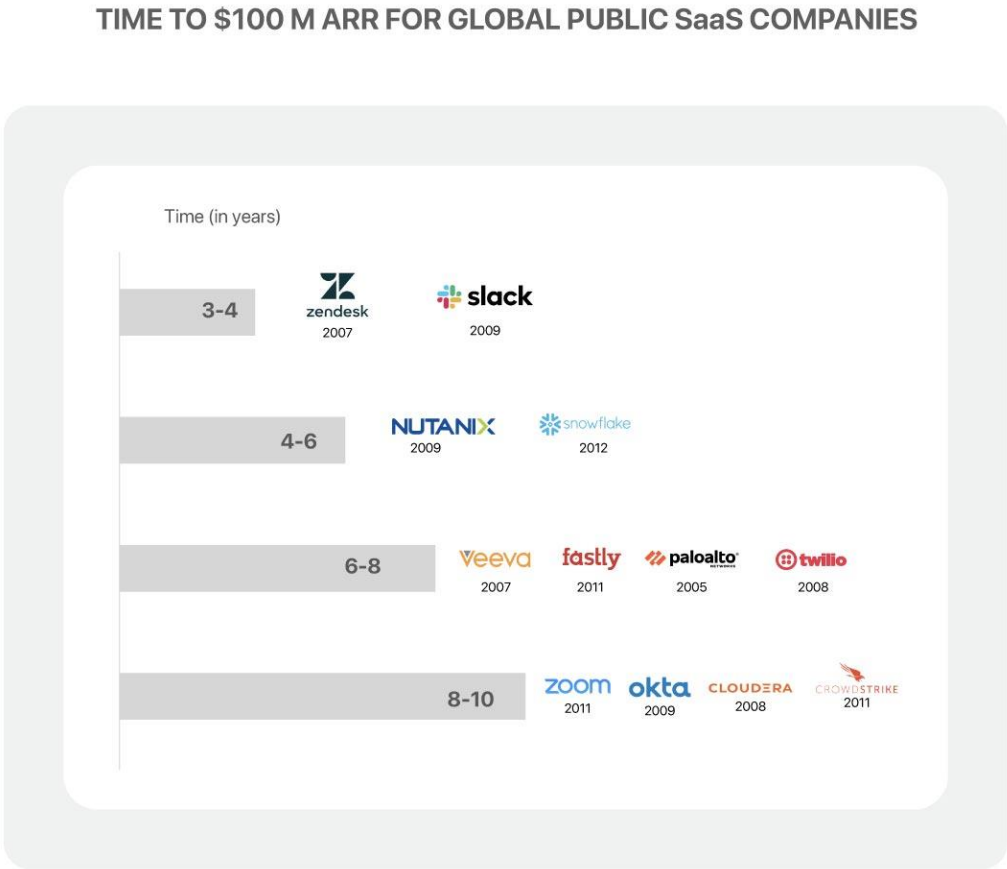 TIME TO $100 M ARR FOR GLOBAL PUBLIC SaaS COMPANIES
Time (in years)
3-4
zendesk
2007
slack
2009
4-6
NUTANIX
2009
snowflake
2012
6-8
Veeva
2007
fastly
2011
paloalto
NETWORKS
2005
twilio
2008
8-10
zoom
2011
okta
2009
CLOUDERA
2008
CROWDSTRIKE
2011